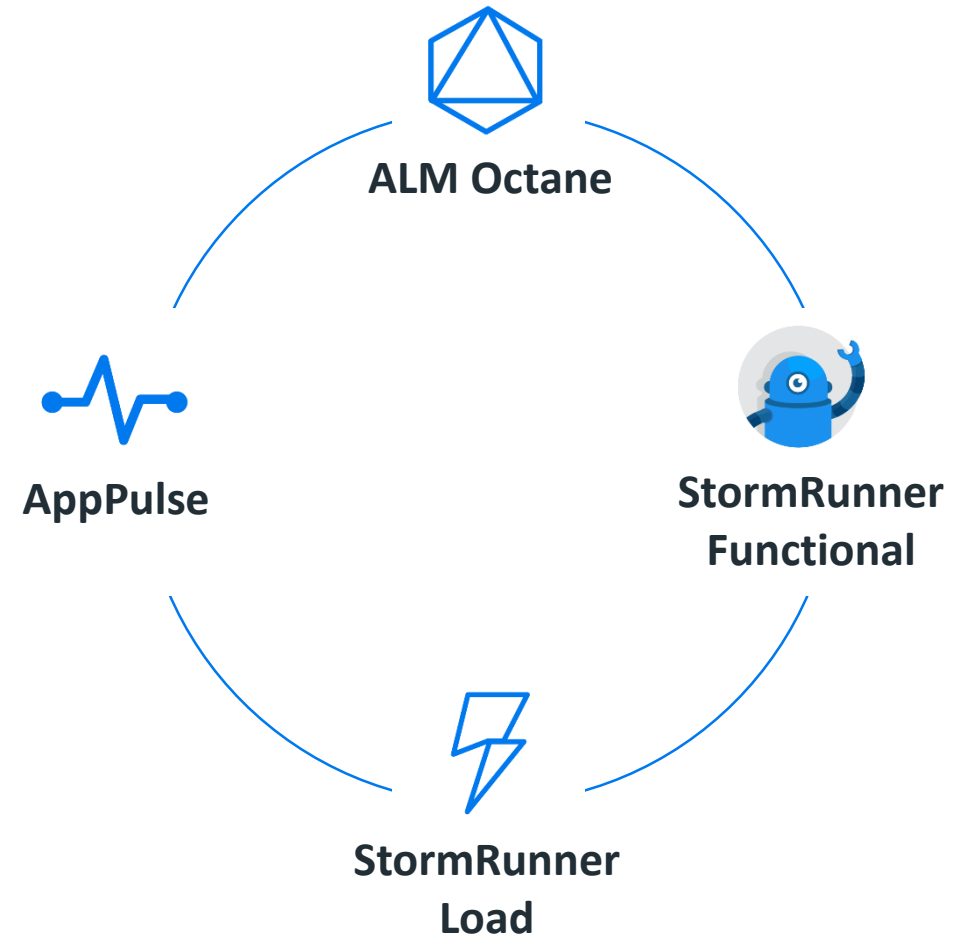 ALM Octane
AppPulse
StormRunner
Functional
StormRunner
Load